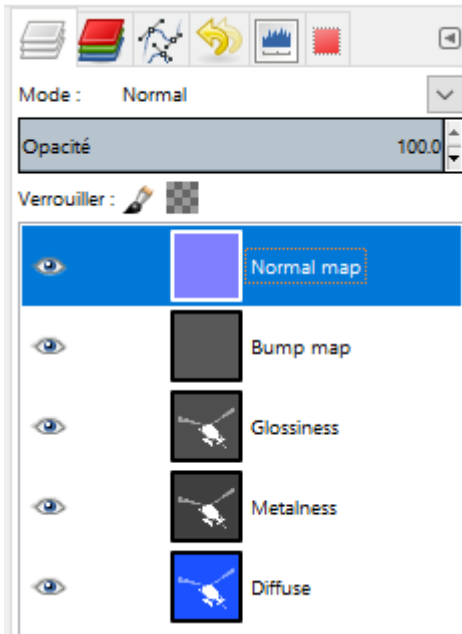 Mode : Normal
Opacité 100.0
Verrouiller :
Normal map
Bump map
Glossiness
Metalness
Diffuse